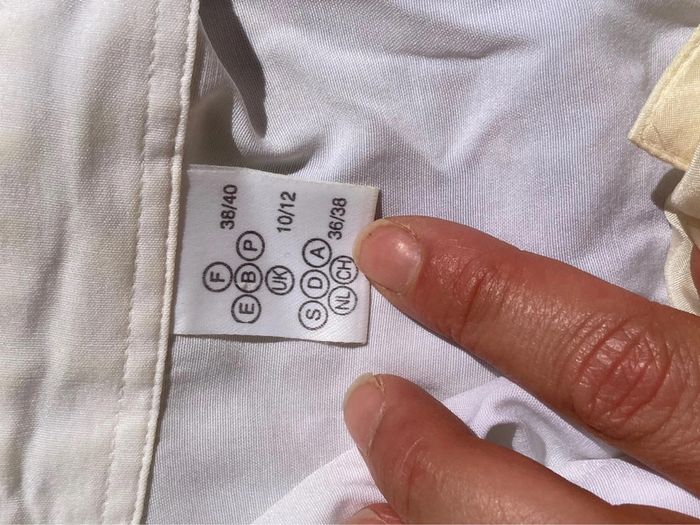 F 38/40
E B P
UK 10/12
S D A
NL CH 36/38